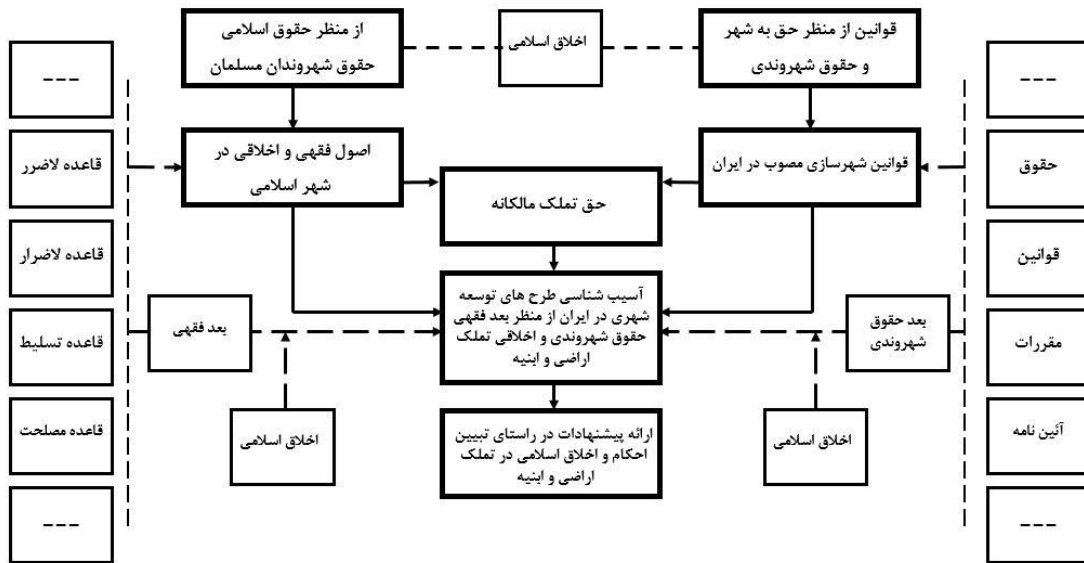 قوانین از منظر حق به شهر
و حقوق شهروندی
اخلاق اسلامی
از منظر حقوق اسلامی
حقوق شهروندان مسلمان
---
حقوق
قوانین
مقررات
آئین نامه
---
قوانین شهرسازی مصوب در ایران
اصول فقهی و اخلاقی در
شهر اسلامی
حق تملک مالکانه
آسیب شناسی طرح های توسعه
شهری در ایران از منظر بعد فقهی
حقوق شهروندی و اخلاقی تملک
اراضی و ابنیه
بعد حقوق
شهروندی
بعد فقهی
اخلاق اسلامی
اخلاق اسلامی
ارائه پیشنهادات در راستای تبیین
احکام و اخلاق اسلامی در تملک
اراضی و ابنیه
---
قاعده لاضرر
قاعده لاضرار
قاعده تسلیط
قاعده مصلحت
---